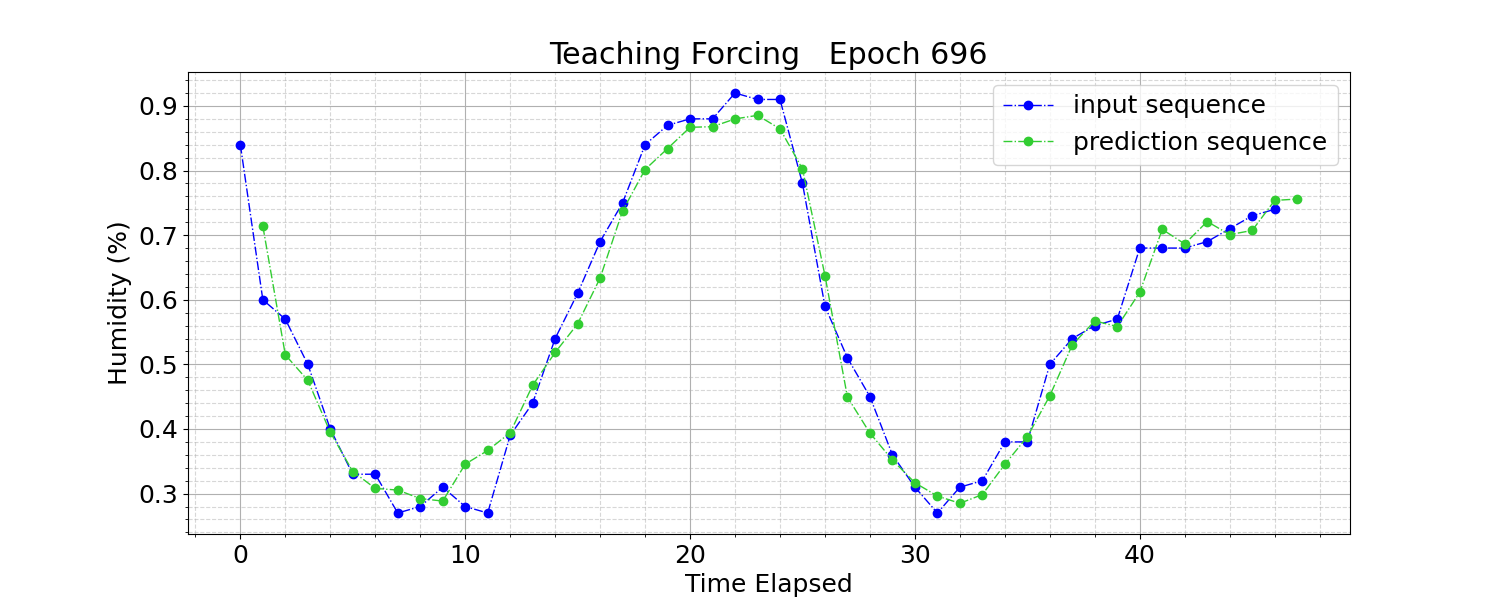 Teaching Forcing   Epoch 696
input sequence
prediction sequence
Humidity (%)
0.9
0.8
0.7
0.6
0.5
0.4
0.3
0 10 20 30 40
Time Elapsed